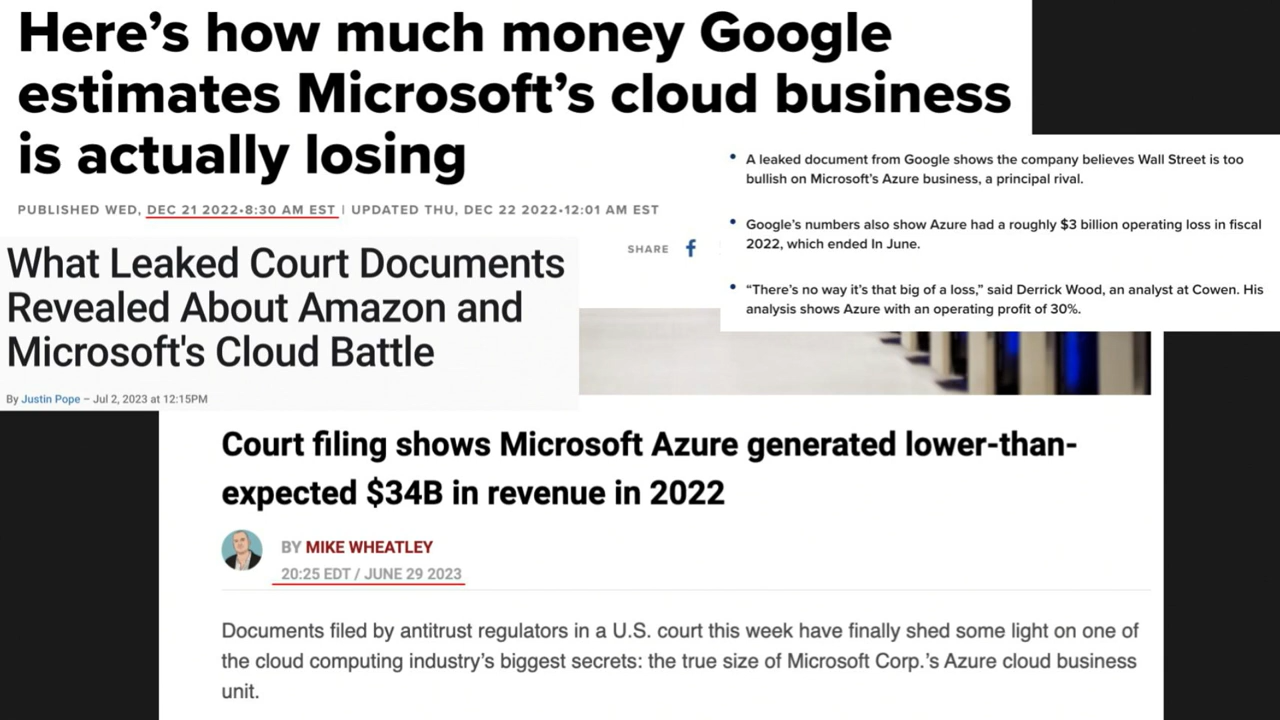 Here’s how much money Google
estimates Microsoft’s cloud business
is actually losing
PUBLISHED WED, DEC 21 2022•8:30 AM EST | UPDATED THU, DEC 22 2022•12:01 AM EST
SHARE f
• A leaked document from Google shows the company believes Wall Street is too
bullish on Microsoft’s Azure business, a principal rival.
• Google’s numbers also show Azure had a roughly $3 billion operating loss in fiscal
2022, which ended In June.
• “There’s no way it’s that big of a loss,” said Derrick Wood, an analyst at Cowen. His
analysis shows Azure with an operating profit of 30%.
What Leaked Court Documents
Revealed About Amazon and
Microsoft's Cloud Battle
By Justin Pope – Jul 2, 2023 at 12:15PM
Court filing shows Microsoft Azure generated lower-than-
expected $34B in revenue in 2022
BY MIKE WHEATLEY
20:25 EDT / JUNE 29 2023
Documents filed by antitrust regulators in a U.S. court this week have finally shed some light on one of
the cloud computing industry’s biggest secrets: the true size of Microsoft Corp.’s Azure cloud business
unit.